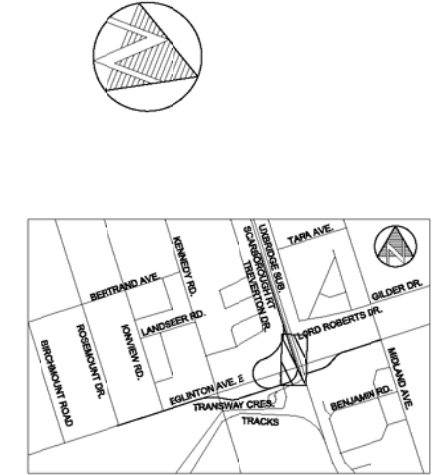 UXBRIDGE SUB.
SCARBOROUGH RT
TREVERTON DR.
TARA AVE.
KENNEDY RD.
BERTRAND AVE.
GILDER DR.
LANDSEER RD.
LORD ROBERTS DR.
IONVIEW RD.
ROSEMOUNT DR.
BIRCHMOUNT ROAD
MIDLAND AVE.
EGLINTON AVE. E
BENJAMIN RD.
TRANSWAY CRES.
TRACKS